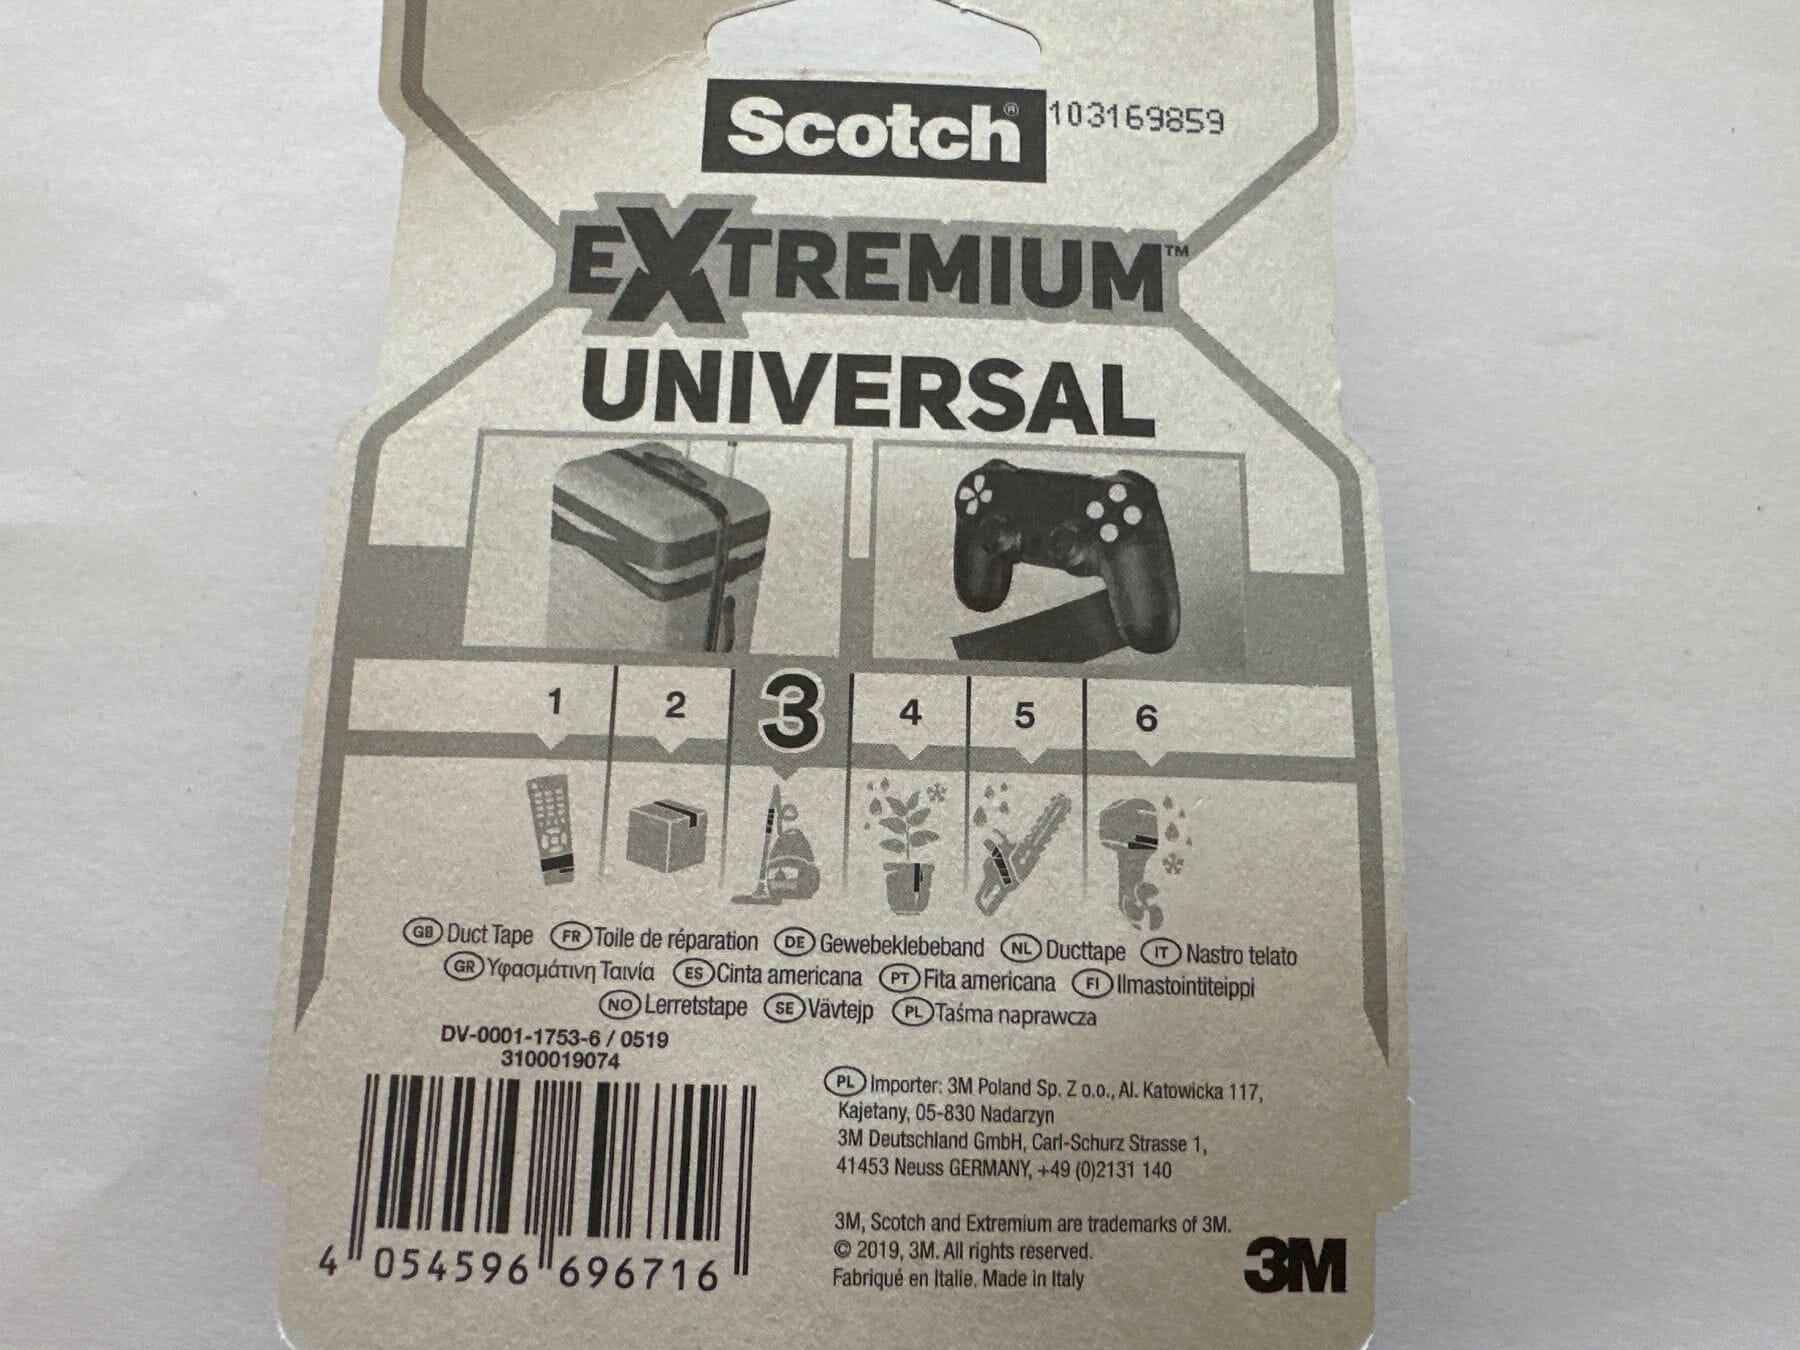 Scotch® 103169859
EXTREMIUM™
UNIVERSAL
1 2 3 4 5 6
GB Duct Tape FR Toile de réparation DE Gewebeklebeband NL Ducttape IT Nastro telato
GR Υφασμάτινη Ταινία ES Cinta americana PT Fita americana FI Ilmastointiteippi
NO Lerretstape SE Vävtejp PL Taśma naprawcza
DV-0001-1753-6 / 0519
3100019074
4 054596 696716
PL Importer: 3M Poland Sp. Z o.o., Al. Katowicka 117,
Kajetany, 05-830 Nadarzyn
3M Deutschland GmbH, Carl-Schurz Strasse 1,
41453 Neuss GERMANY, +49 (0)2131 140
3M, Scotch and Extremium are trademarks of 3M.
© 2019, 3M. All rights reserved.
Fabriqué en Italie. Made in Italy
3M